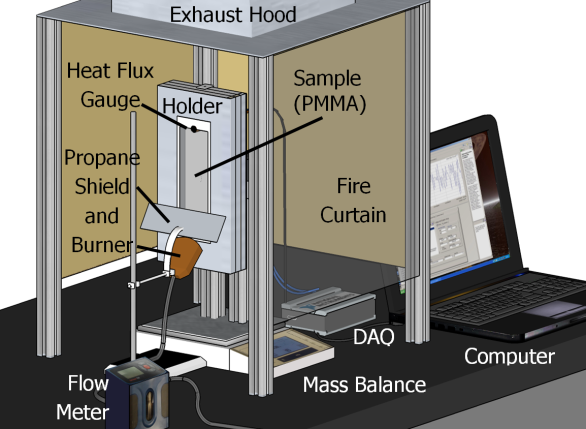 Exhaust Hood
Heat Flux
Gauge
Holder
Sample
(PMMA)
Propane
Shield
and
Burner
Fire
Curtain
DAQ
Computer
Flow
Meter
Mass Balance